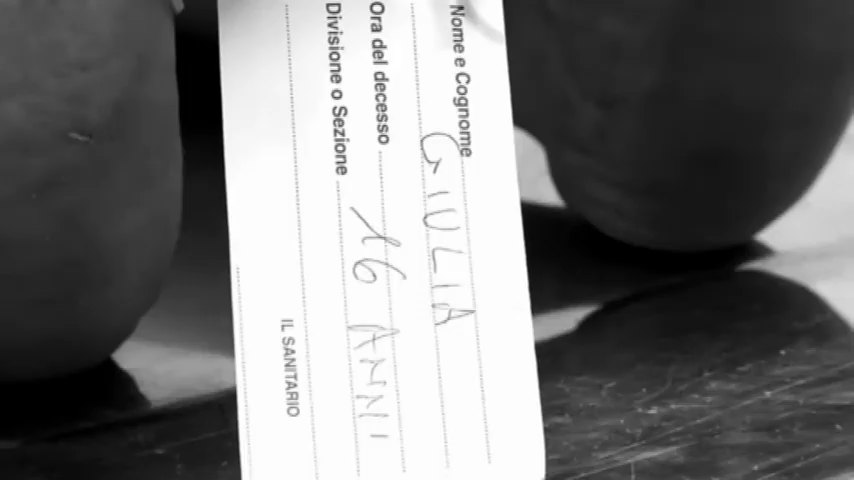 Nome e Cognome
GIULIA
Ora del decesso
16 ANNI
Divisione o Sezione
IL SANITARIO